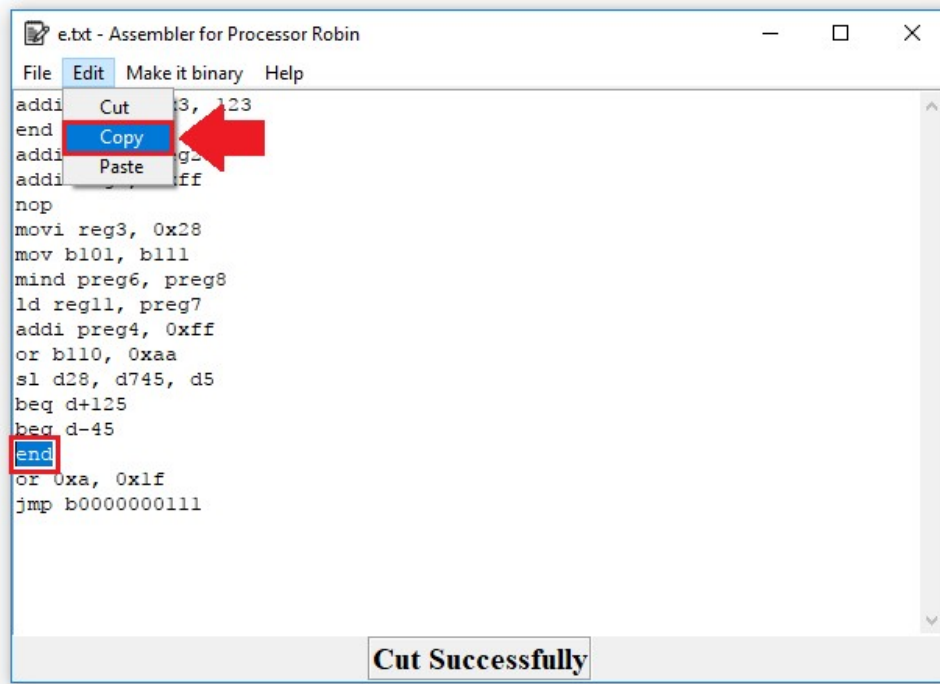 e.txt - Assembler for Processor Robin
File Edit Make it binary Help
Cut
Copy
Paste
addi 3, 123
end
addi
addi ff
nop
movi reg3, 0x28
mov b101, b111
mind preg6, preg8
ld reg11, preg7
addi preg4, 0xff
or b110, 0xaa
sl d28, d745, d5
beq d+125
beq d-45
end
or 0xa, 0x1f
jmp b0000000111
Cut Successfully